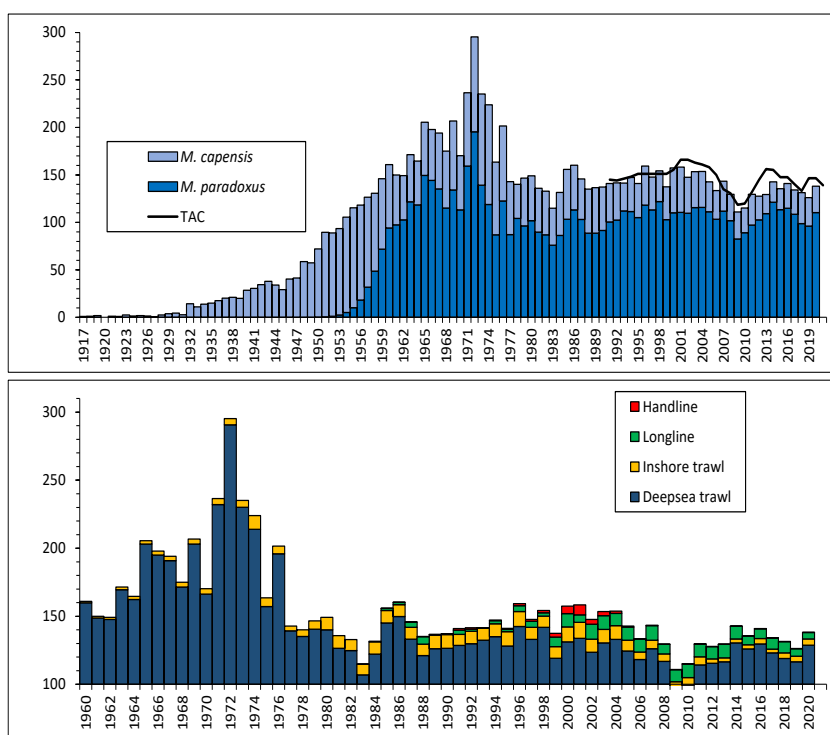 300
250
200
150
100
50
0
M. capensis
M. paradoxus
TAC
1917 1920 1923 1926 1929 1932 1935 1938 1941 1944 1947 1950 1953 1956 1959 1962 1965 1968 1971 1974 1977 1980 1983 1986 1989 1992 1995 1998 2001 2004 2007 2010 2013 2016 2019
300
250
200
150
100
Handline
Longline
Inshore trawl
Deepsea trawl
1960 1962 1964 1966 1968 1970 1972 1974 1976 1978 1980 1982 1984 1986 1988 1990 1992 1994 1996 1998 2000 2002 2004 2006 2008 2010 2012 2014 2016 2018 2020